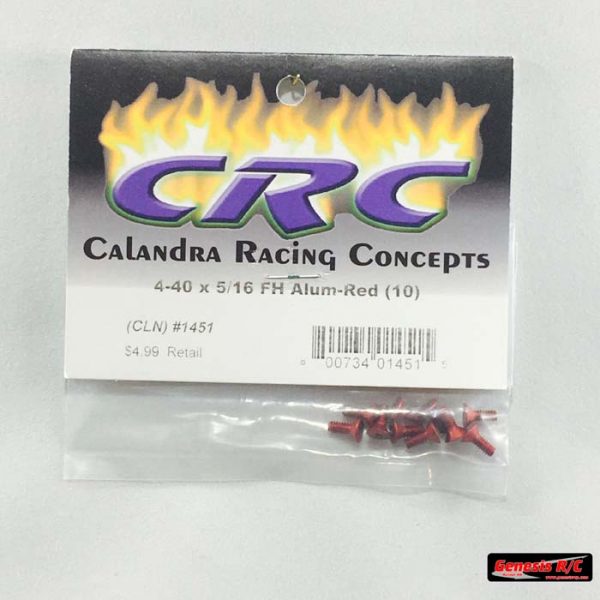 CRC
Calandra Racing Concepts
4-40 x 5/16 FH Alum-Red (10)
(CLN) #1451
$4.99 Retail
0 00734 01451 5
Genesis R/C